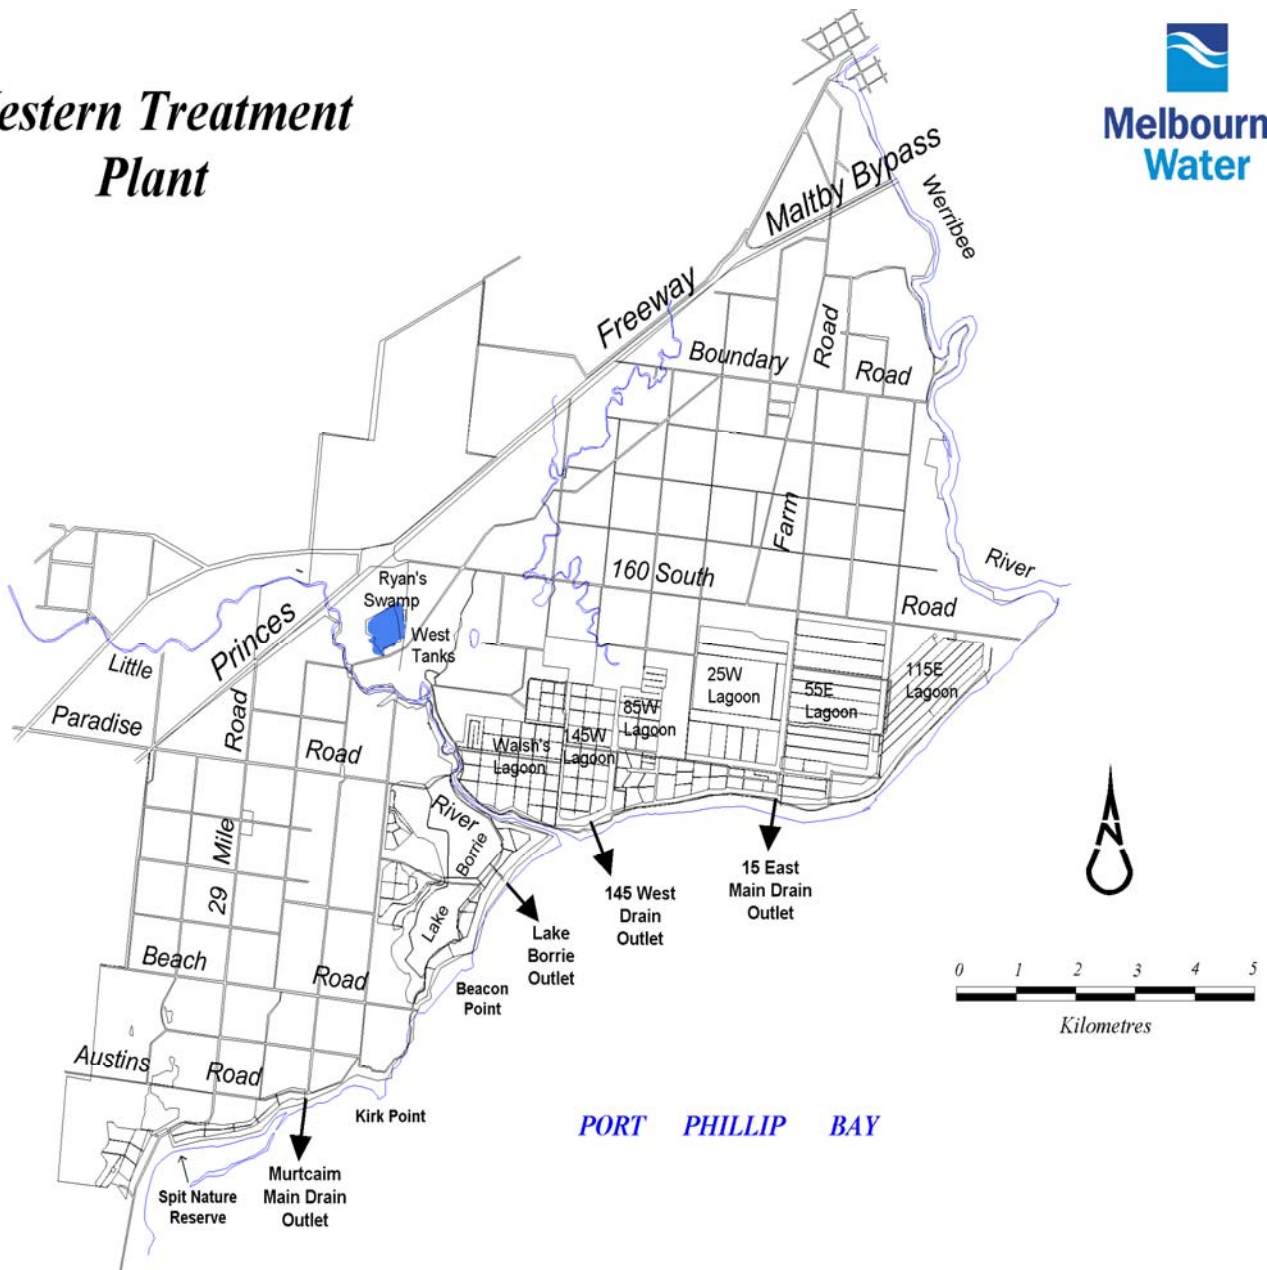 estern Treatment
Plant
Melbourn
Water
Maltby Bypass
Werribee
Freeway
Boundary
Road
Road
Farm
River
160 South
Road
Ryan's
Swamp
West
Tanks
Princes
Little
Paradise
Road
Road
25W
Lagoon
55E
Lagoon
115E
Lagoon
85W
Lagoon
145W
Lagoon
Walsh's
Lagoon
River
Borrie
Lake
29
Mile
15 East
Main Drain
Outlet
145 West
Drain
Outlet
Lake
Borrie
Outlet
Beach
Road
Beacon
Point
0 1 2 3 4 5
Kilometres
N
Austins
Road
Kirk Point
PORT PHILLIP BAY
Spit Nature
Reserve
Murtcaim
Main Drain
Outlet